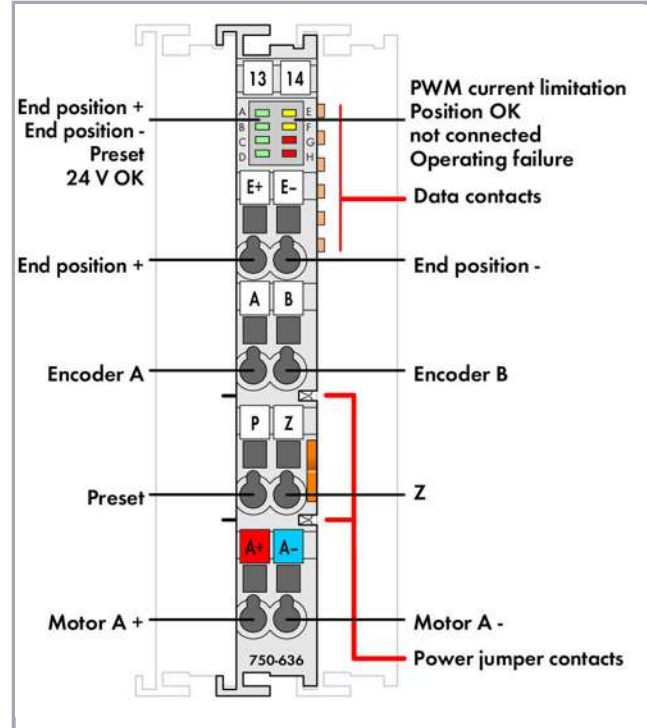 13 14
End position +
End position -
Preset
24 V OK
A
B
C
D
E
F
G
H
PWM current limitation
Position OK
not connected
Operating failure
Data contacts
E+ E-
End position +
End position -
A B
Encoder A
Encoder B
P Z
Preset
Z
A+ A-
Motor A +
Motor A -
Power jumper contacts
750-636